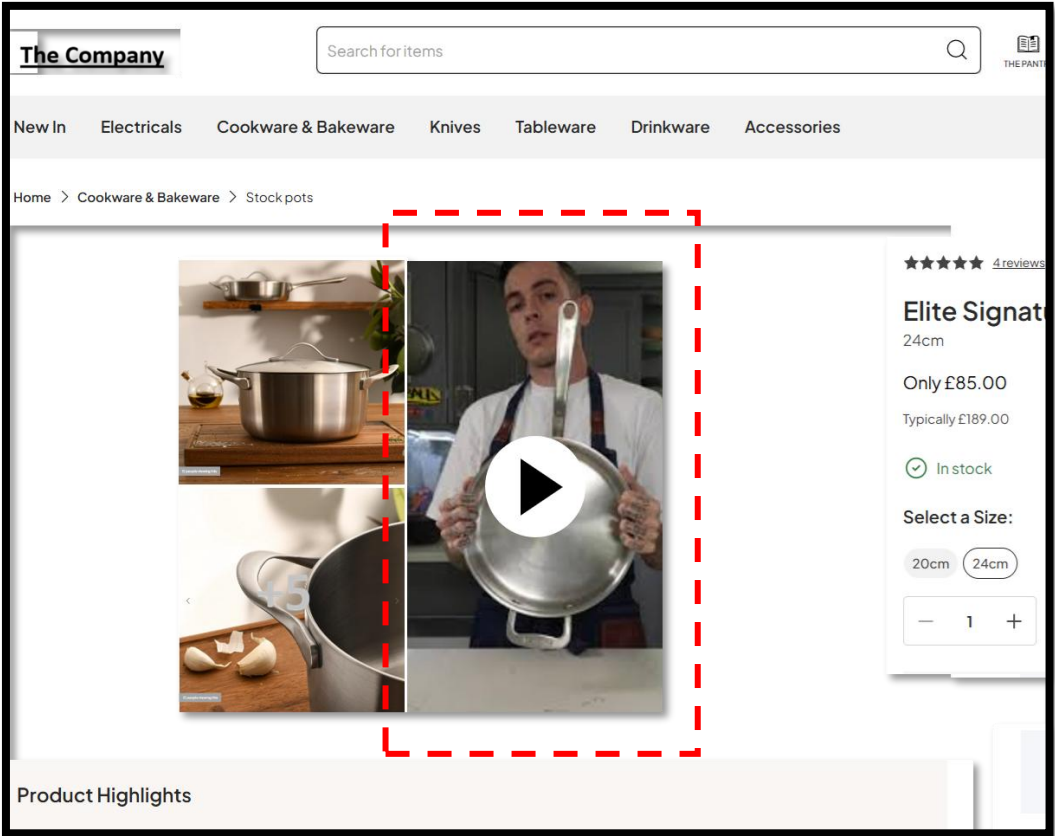 The Company
Search for items
THE PANT
New In Electricals Cookware & Bakeware Knives Tableware Drinkware Accessories
Home > Cookware & Bakeware > Stock pots
4 reviews
Elite Signat
24cm
Only £85.00
Typically £189.00
In stock
Select a Size:
20cm 24cm
+5
− 1 +
Product Highlights